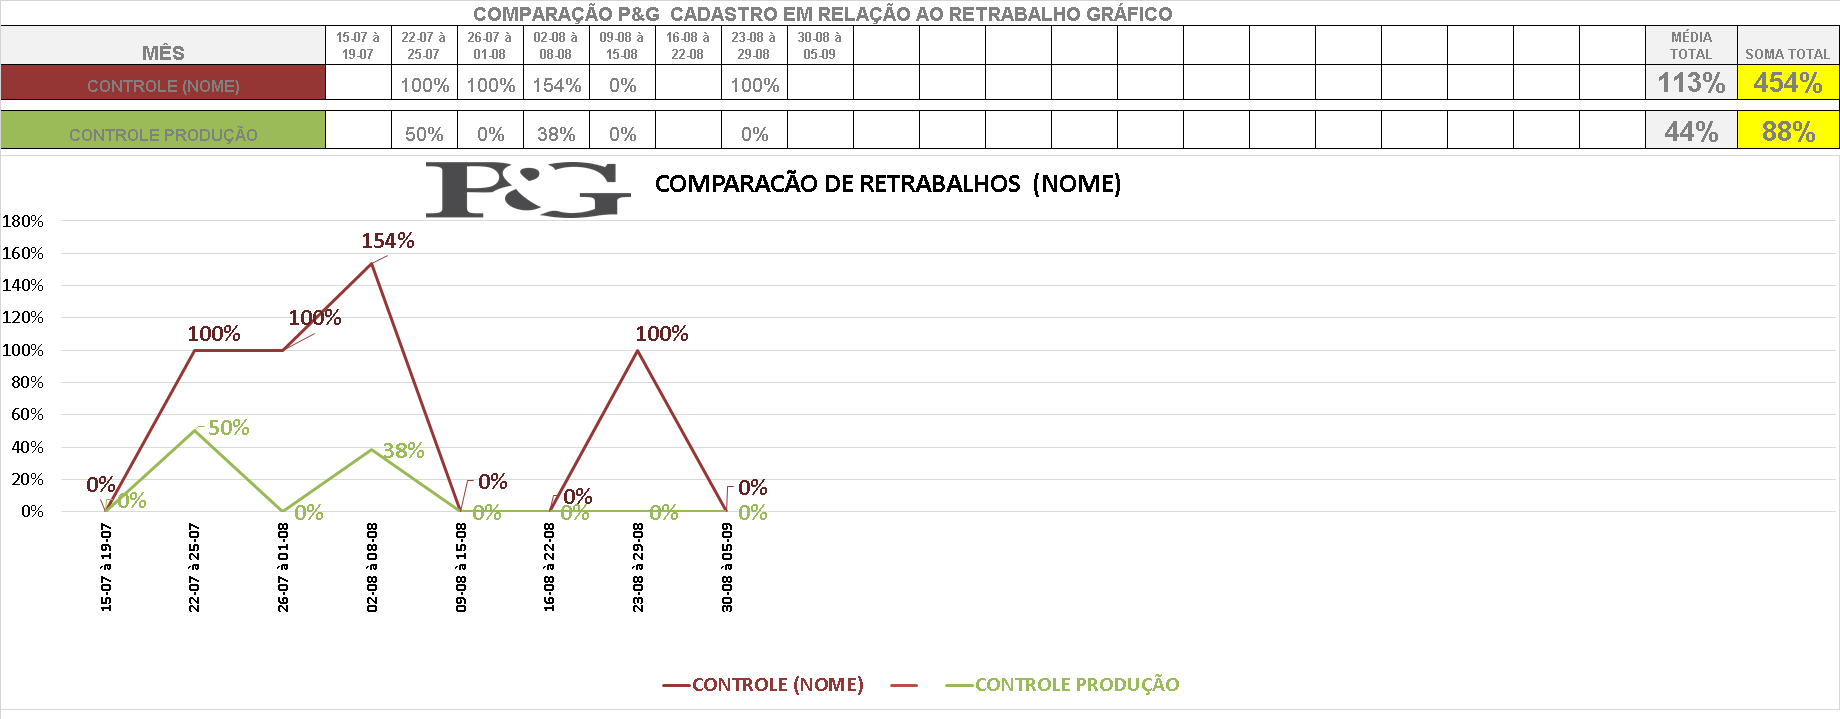 COMPARAÇÃO P&G CADASTRO EM RELAÇÃO AO RETRABALHO GRÁFICO
MÊS 15-07 à 19-07 22-07 à 25-07 26-07 à 01-08 02-08 à 08-08 09-08 à 15-08 16-08 à 22-08 23-08 à 29-08 30-08 à 05-09 MÉDIA TOTAL SOMA TOTAL
CONTROLE (NOME) 100% 100% 154% 0% 100% 113% 454%
CONTROLE PRODUÇÃO 50% 0% 38% 0% 0% 44% 88%
P&G COMPARACÃO DE RETRABALHOS (NOME)
180%
160%
140%
120%
100%
80%
60%
40%
20%
0%
0% 100% 100% 154% 0% 0% 100% 0%
0% 50% 0% 38% 0% 0% 0% 0%
15-07 à 19-07
22-07 à 25-07
26-07 à 01-08
02-08 à 08-08
09-08 à 15-08
16-08 à 22-08
23-08 à 29-08
30-08 à 05-09
CONTROLE (NOME) CONTROLE PRODUÇÃO